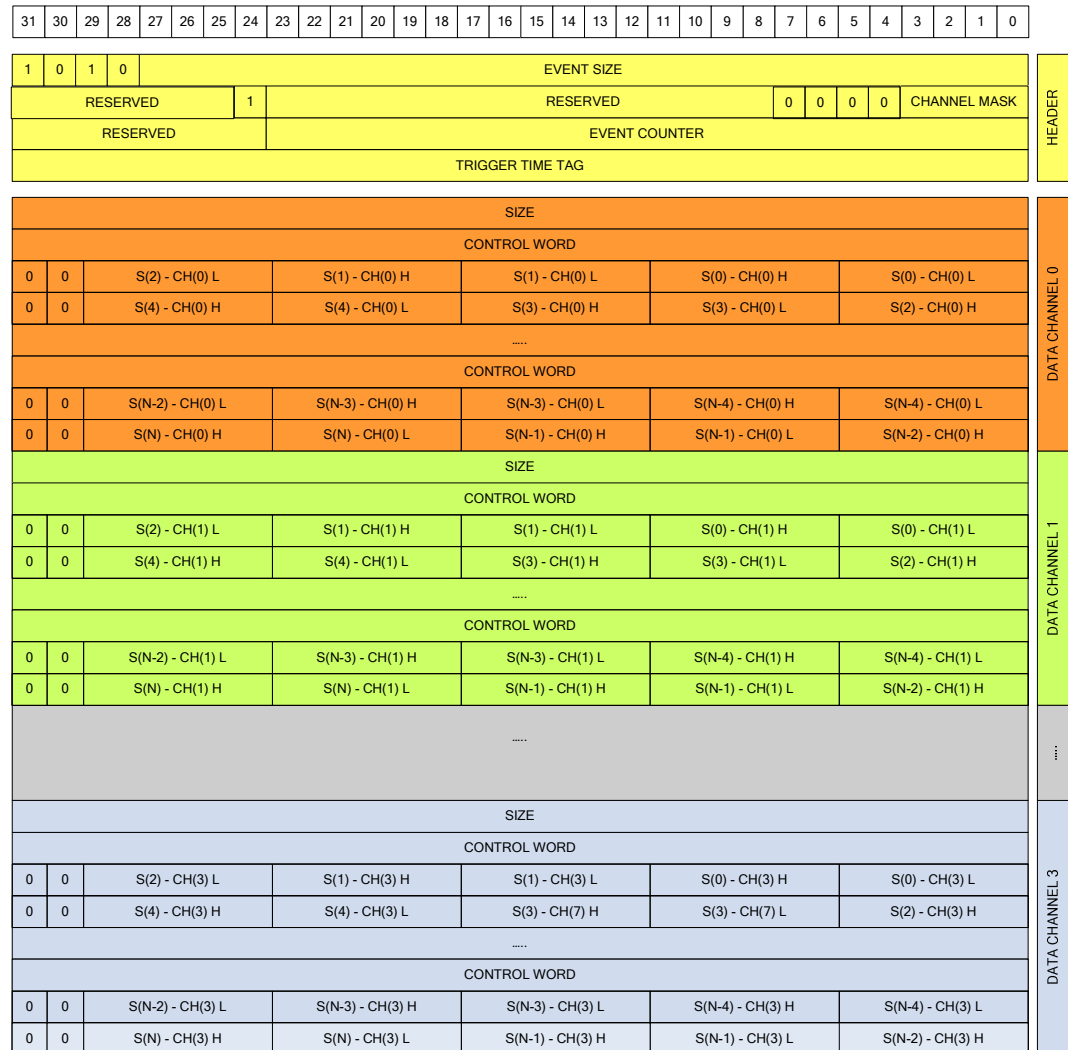 31 30 29 28 27 26 25 24 23 22 21 20 19 18 17 16 15 14 13 12 11 10 9 8 7 6 5 4 3 2 1 0
1 0 1 0 EVENT SIZE
RESERVED 1 RESERVED 0 0 0 0 CHANNEL MASK
RESERVED EVENT COUNTER
TRIGGER TIME TAG
HEADER
SIZE
CONTROL WORD
0 0 S(2) - CH(0) L S(1) - CH(0) H S(1) - CH(0) L S(0) - CH(0) H S(0) - CH(0) L
0 0 S(4) - CH(0) H S(4) - CH(0) L S(3) - CH(0) H S(3) - CH(0) L S(2) - CH(0) H
.....
CONTROL WORD
0 0 S(N-2) - CH(0) L S(N-3) - CH(0) H S(N-3) - CH(0) L S(N-4) - CH(0) H S(N-4) - CH(0) L
0 0 S(N) - CH(0) H S(N) - CH(0) L S(N-1) - CH(0) H S(N-1) - CH(0) L S(N-2) - CH(0) H
DATA CHANNEL 0
SIZE
CONTROL WORD
0 0 S(2) - CH(1) L S(1) - CH(1) H S(1) - CH(1) L S(0) - CH(1) H S(0) - CH(1) L
0 0 S(4) - CH(1) H S(4) - CH(1) L S(3) - CH(1) H S(3) - CH(1) L S(2) - CH(1) H
.....
CONTROL WORD
0 0 S(N-2) - CH(1) L S(N-3) - CH(1) H S(N-3) - CH(1) L S(N-4) - CH(1) H S(N-4) - CH(1) L
0 0 S(N) - CH(1) H S(N) - CH(1) L S(N-1) - CH(1) H S(N-1) - CH(1) L S(N-2) - CH(1) H
DATA CHANNEL 1
.....
.....
SIZE
CONTROL WORD
0 0 S(2) - CH(3) L S(1) - CH(3) H S(1) - CH(3) L S(0) - CH(3) H S(0) - CH(3) L
0 0 S(4) - CH(3) H S(4) - CH(3) L S(3) - CH(7) H S(3) - CH(7) L S(2) - CH(3) H
.....
CONTROL WORD
0 0 S(N-2) - CH(3) L S(N-3) - CH(3) H S(N-3) - CH(3) L S(N-4) - CH(3) H S(N-4) - CH(3) L
0 0 S(N) - CH(3) H S(N) - CH(3) L S(N-1) - CH(3) H S(N-1) - CH(3) L S(N-2) - CH(3) H
DATA CHANNEL 3